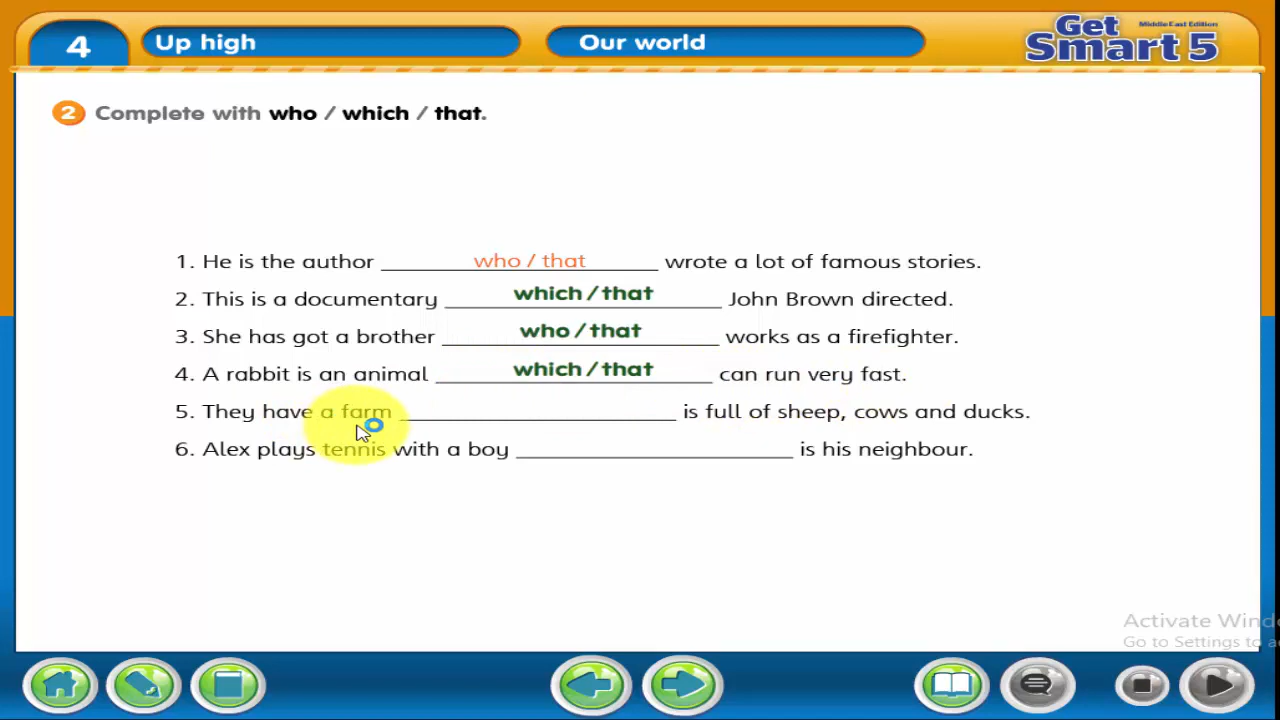 4 Up high Our world Get Smart 5 Middle East Edition
2 Complete with who / which / that.
1. He is the author who / that wrote a lot of famous stories.
2. This is a documentary which / that John Brown directed.
3. She has got a brother who / that works as a firefighter.
4. A rabbit is an animal which / that can run very fast.
5. They have a farm ______ is full of sheep, cows and ducks.
6. Alex plays tennis with a boy ______ is his neighbour.
Activate Wind
Go to Settings to a